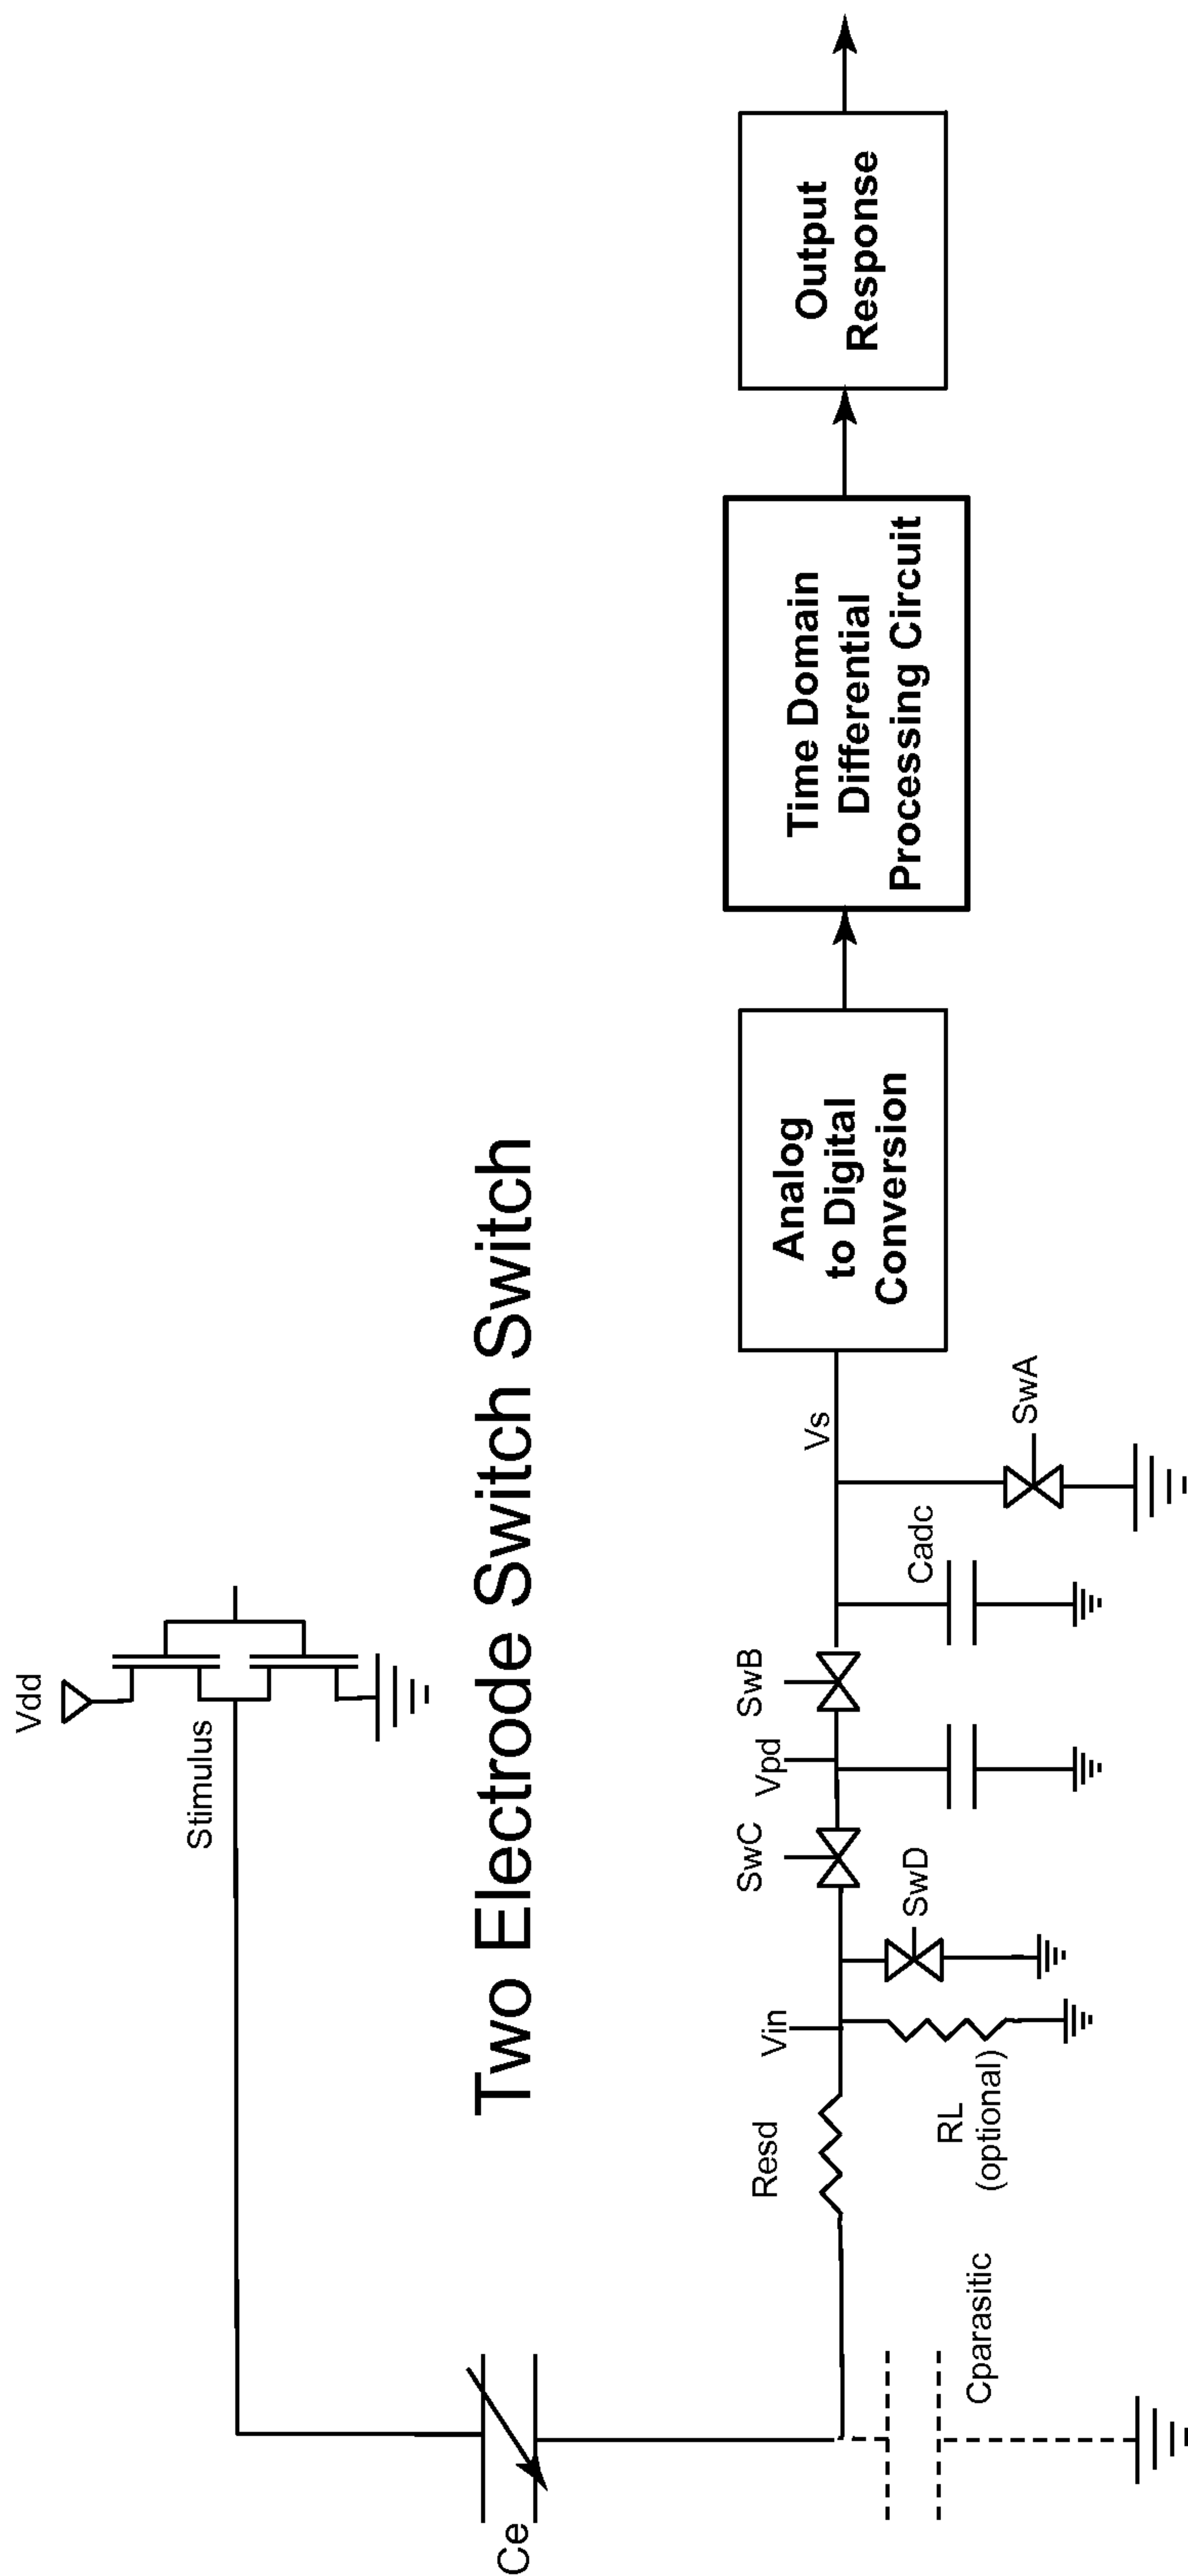 Vdd
Stimulus
Two Electrode Switch Switch
Ce
Cparasitic
Resd
Vin
RL
(optional)
SwD
SwC
Vpd
SwB
Cadc
Vs
SwA
Analog
to Digital
Conversion
Time Domain
Differential
Processing Circuit
Output
Response